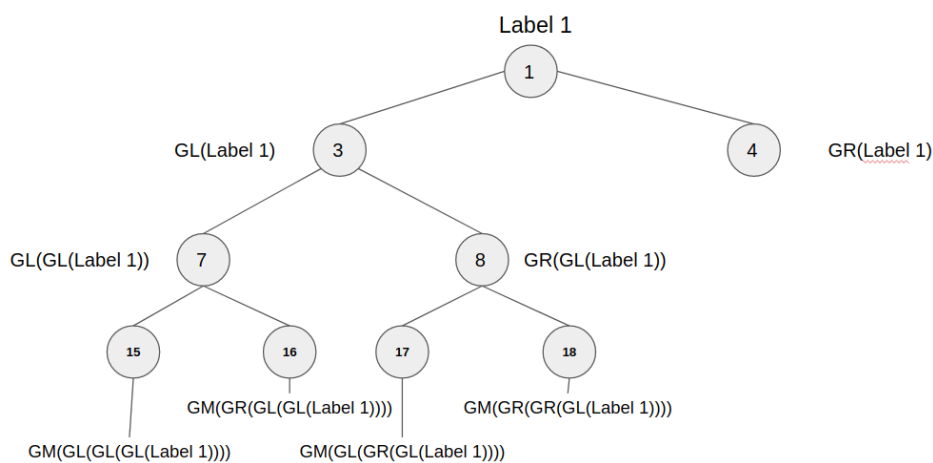 Label 1
1
GL(Label 1)
3
4
GR(Label 1)
GL(GL(Label 1))
7
8
GR(GL(Label 1))
15
16
17
18
GM(GR(GL(GL(Label 1))))
GM(GR(GR(GL(Label 1))))
GM(GL(GL(GL(Label 1))))
GM(GL(GR(GL(Label 1))))